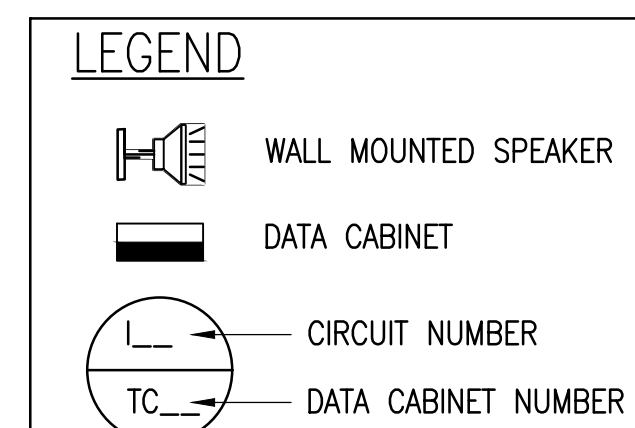 LEGEND
WALL MOUNTED SPEAKER
DATA CABINET
I__ CIRCUIT NUMBER
TC__ DATA CABINET NUMBER